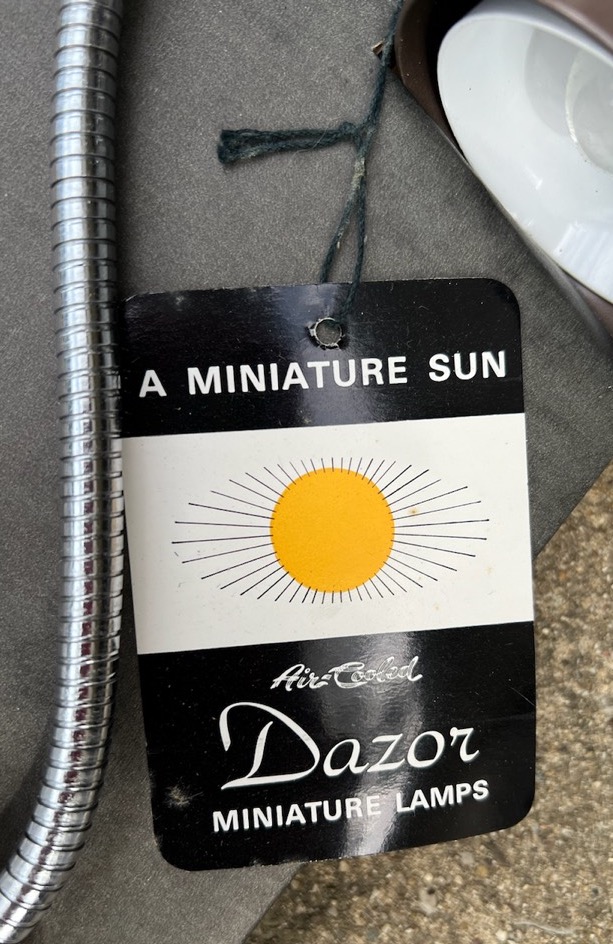 A MINIATURE SUN
Air-Cooled
Dazor
MINIATURE LAMPS